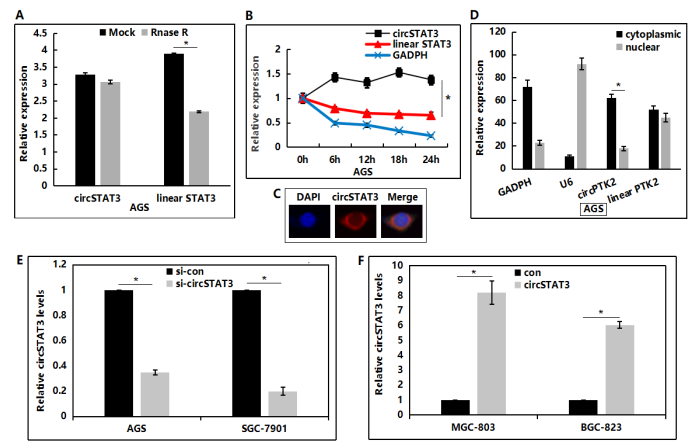 A
Mock Rnase R
Relative expression
4.5
4
3.5
3
2.5
2
1.5
1
0.5
0
*
circSTAT3 linear STAT3
AGS
B
circSTAT3
linear STAT3
GADPH
Relative expression
2
1.5
1
0.5
0
*
0h 6h 12h 18h 24h
AGS
C
DAPI circSTAT3 Merge
D
cytoplasmic
nuclear
Relative expression
120
100
80
60
40
20
0
*
GADPH U6 circPTK2 linear PTK2
AGS
E
si-con
si-circSTAT3
Relative circSTAT3 levels
1.2
1
0.8
0.6
0.4
0.2
0
* *
AGS SGC-7901
F
con
circSTAT3
Relative circSTAT3 levels
10
9
8
7
6
5
4
3
2
1
0
* *
MGC-803 BGC-823